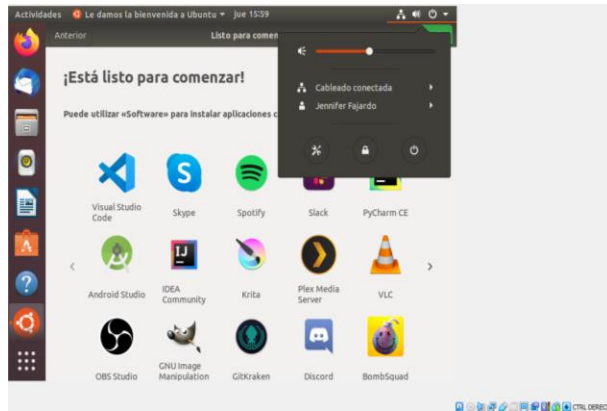 Actividades Le damos la bienvenida a Ubuntu jue 15:59
Anterior Listo para comen
¡Está listo para comenzar!
Puede utilizar «Software» para instalar aplicaciones c
Cableado conectada
Jennifer Fajardo
Visual Studio
Code
Skype
Spotify
Slack
PyCharm CE
Android Studio
IDEA
Community
Krita
Plex Media
Server
VLC
OBS Studio
GNU Image
Manipulation
GitKraken
Discord
BombSquad
CTRL DEREC